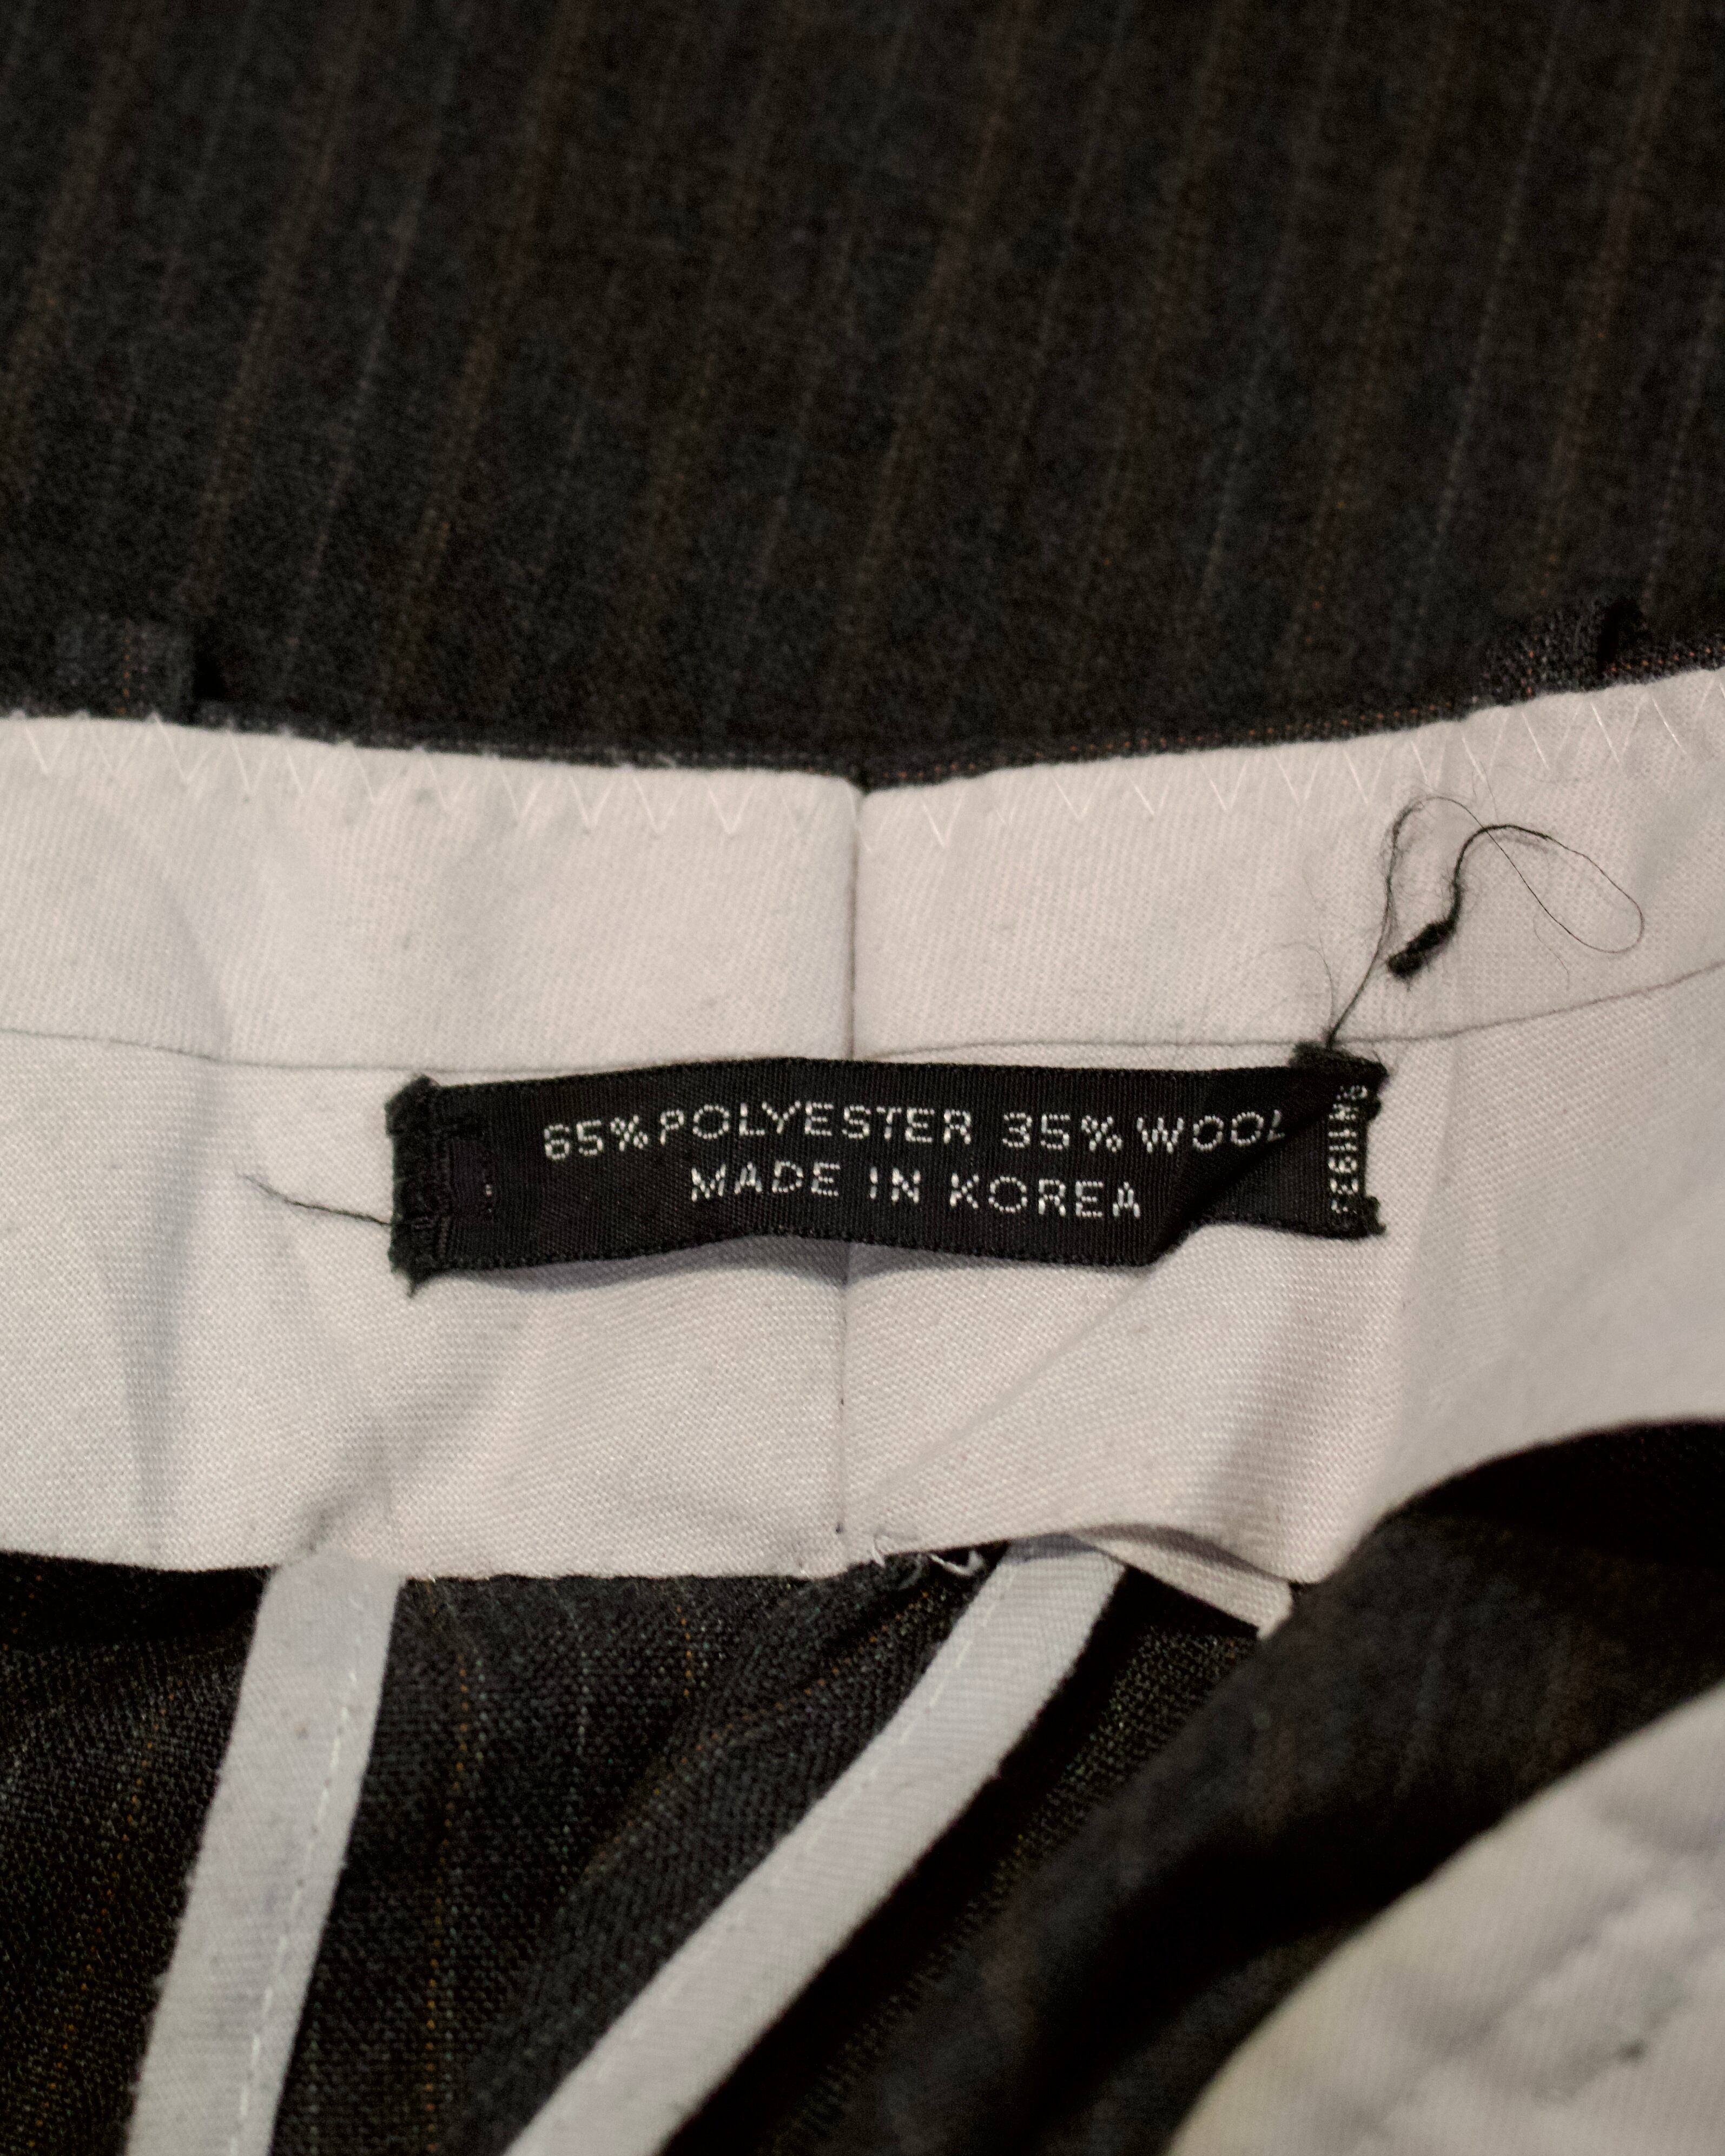 65% POLYESTER 35% WOOL
MADE IN KOREA